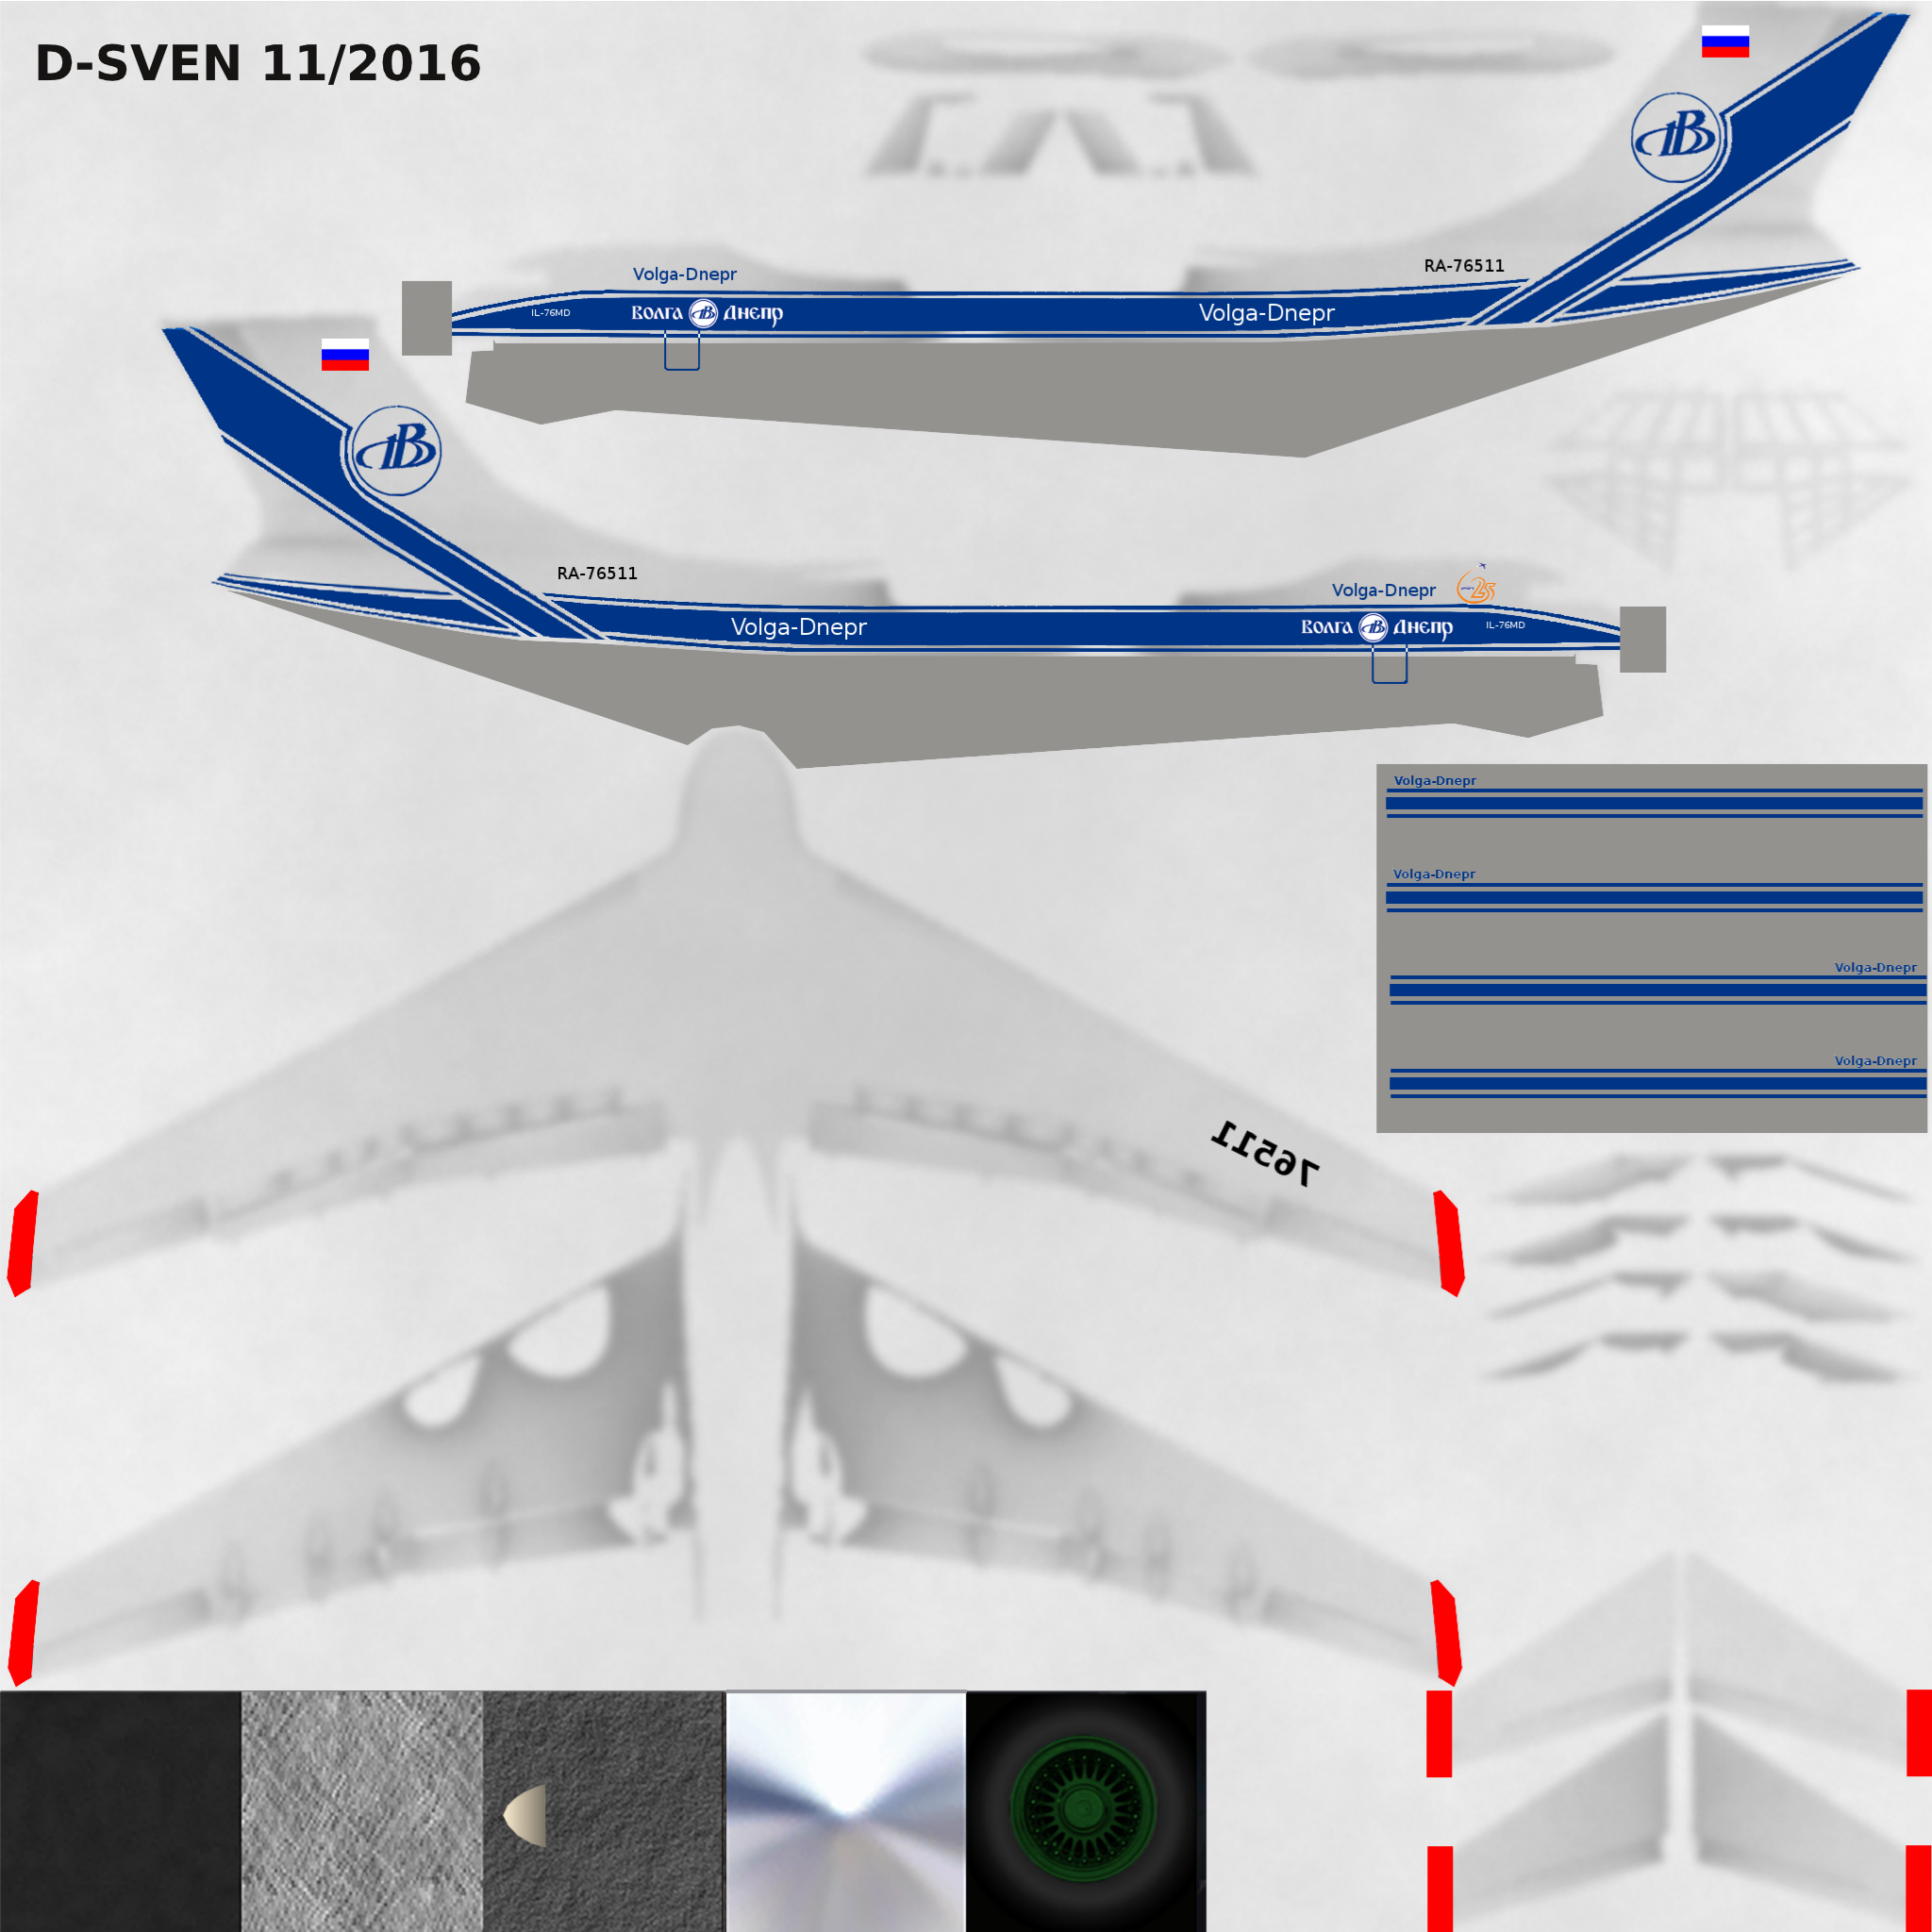 D-SVEN 11/2016
Volga-Dnepr
RA-76511
IL-76MD
ВОЛГА ДНЕПР
Volga-Dnepr
RA-76511
Volga-Dnepr
25
Volga-Dnepr
ВОЛГА ДНЕПР
IL-76MD
Volga-Dnepr
Volga-Dnepr
Volga-Dnepr
Volga-Dnepr
76511